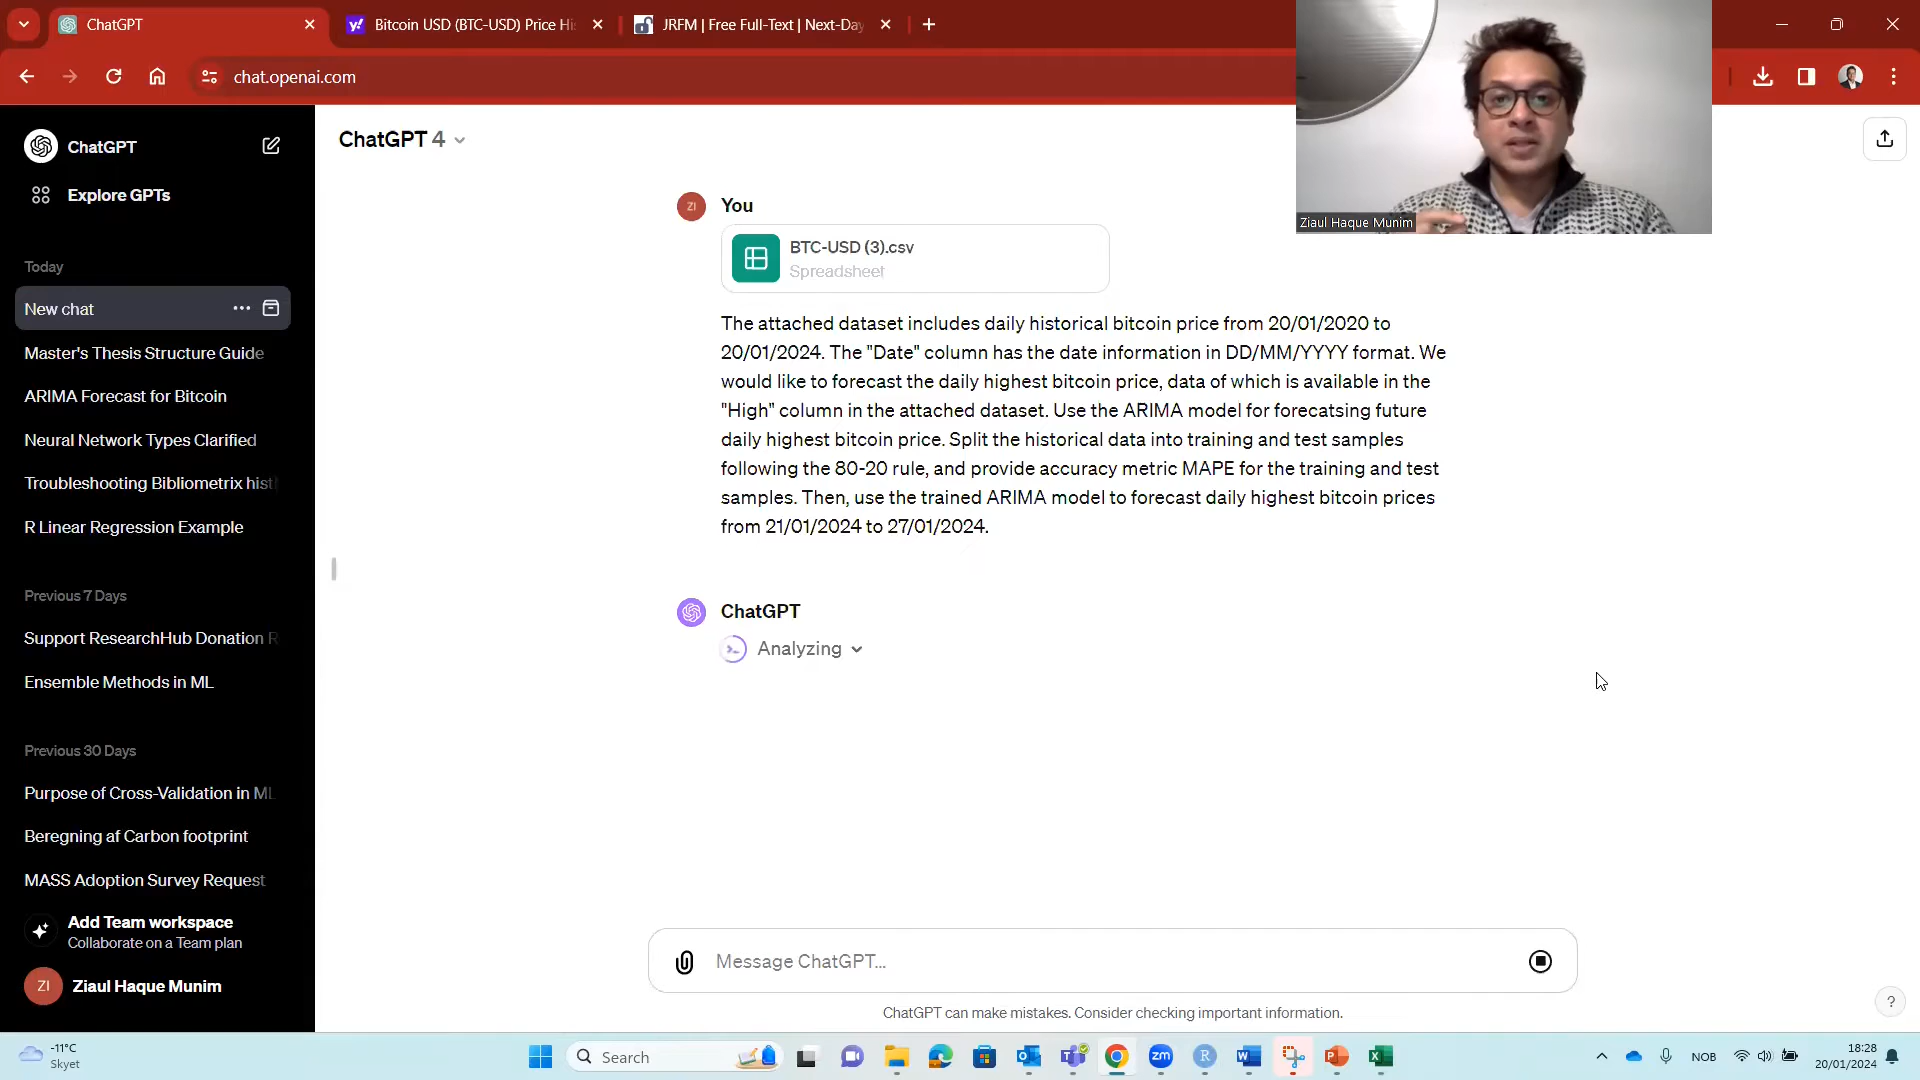 ChatGPT
Bitcoin USD (BTC-USD) Price Hi
JRFM | Free Full-Text | Next-Day
chat.openai.com
ChatGPT
Explore GPTs
Today
New chat
Master's Thesis Structure Guide
ARIMA Forecast for Bitcoin
Neural Network Types Clarified
Troubleshooting Bibliometrix hist
R Linear Regression Example
Previous 7 Days
Support ResearchHub Donation R
Ensemble Methods in ML
Previous 30 Days
Purpose of Cross-Validation in ML
Beregning af Carbon footprint
MASS Adoption Survey Request
Add Team workspace
Collaborate on a Team plan
ZI
Ziaul Haque Munim
ChatGPT 4
Ziaul Haque Munim
ZI
You
BTC-USD (3).csv
Spreadsheet
The attached dataset includes daily historical bitcoin price from 20/01/2020 to
20/01/2024. The "Date" column has the date information in DD/MM/YYYY format. We
would like to forecast the daily highest bitcoin price, data of which is available in the
"High" column in the attached dataset. Use the ARIMA model for forecatsing future
daily highest bitcoin price. Split the historical data into training and test samples
following the 80-20 rule, and provide accuracy metric MAPE for the training and test
samples. Then, use the trained ARIMA model to forecast daily highest bitcoin prices
from 21/01/2024 to 27/01/2024.
ChatGPT
Analyzing
Message ChatGPT...
ChatGPT can make mistakes. Consider checking important information.
?
-11°C
Skyet
Search
zm
R
W
P
X
NOB
18:28
20/01/2024